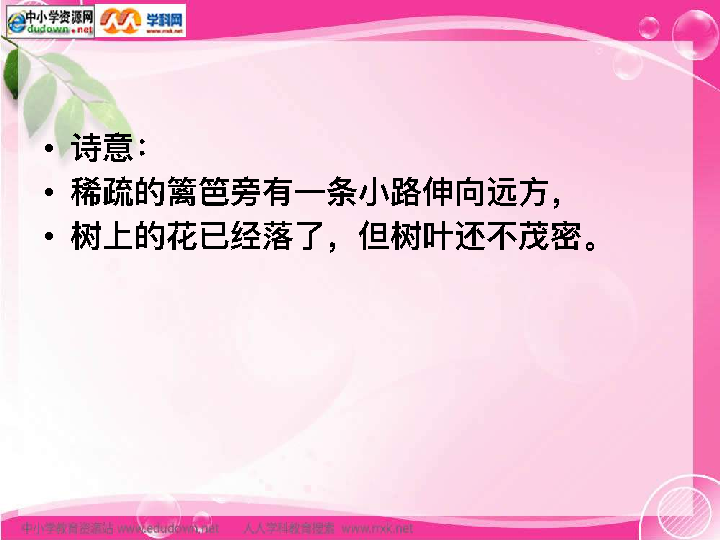 中小学资源网
dudown.net
学科网
www.nxk.net
诗意：
稀疏的篱笆旁有一条小路伸向远方，
树上的花已经落了，但树叶还不茂密。
中小学教育资源站 www.edudown.net 人人学科教育搜索 www.nxk.net